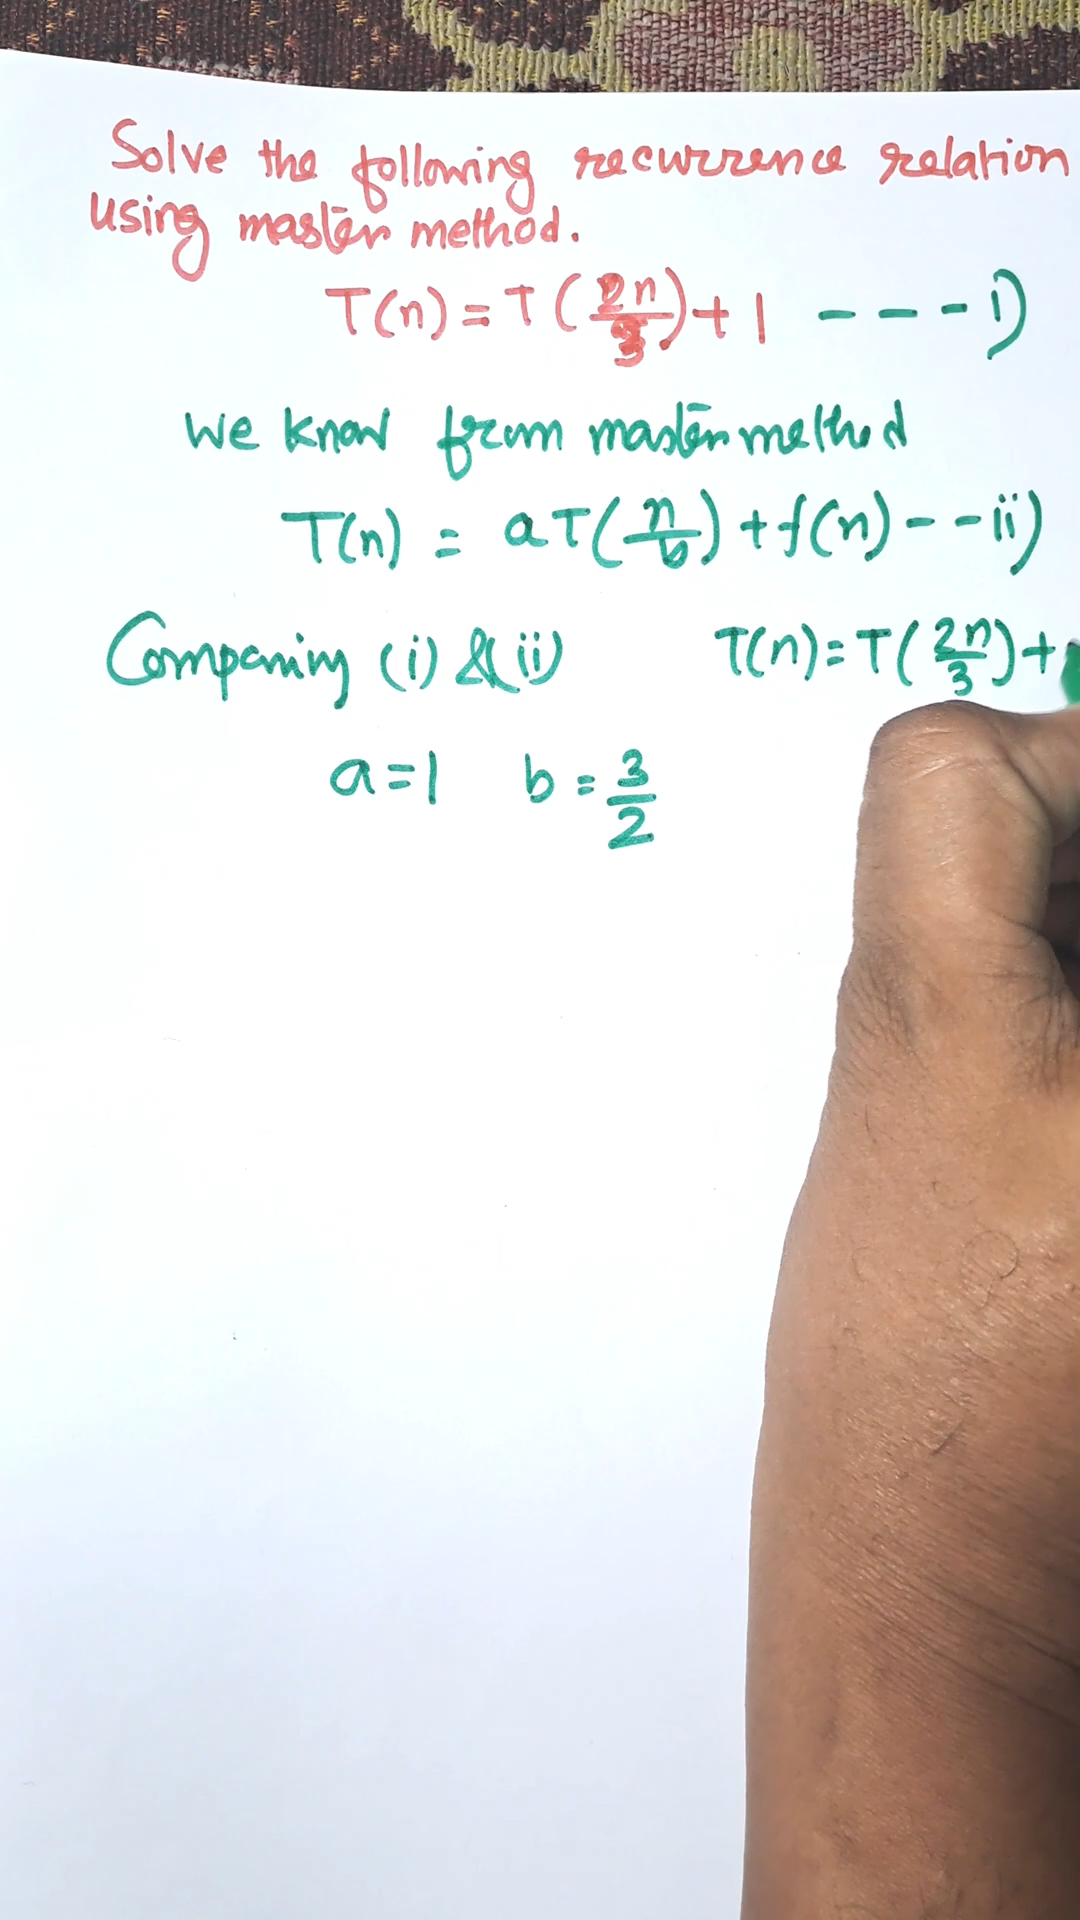 Solve the following recurrence relation
using master method.
T(n) = T(2n/3) + 1 - - - i)
We know from master method
T(n) = aT(n/b) + f(n) - - ii)
Comparing (i) & (ii) T(n) = T(2n/3) +
a = 1 b = 3/2